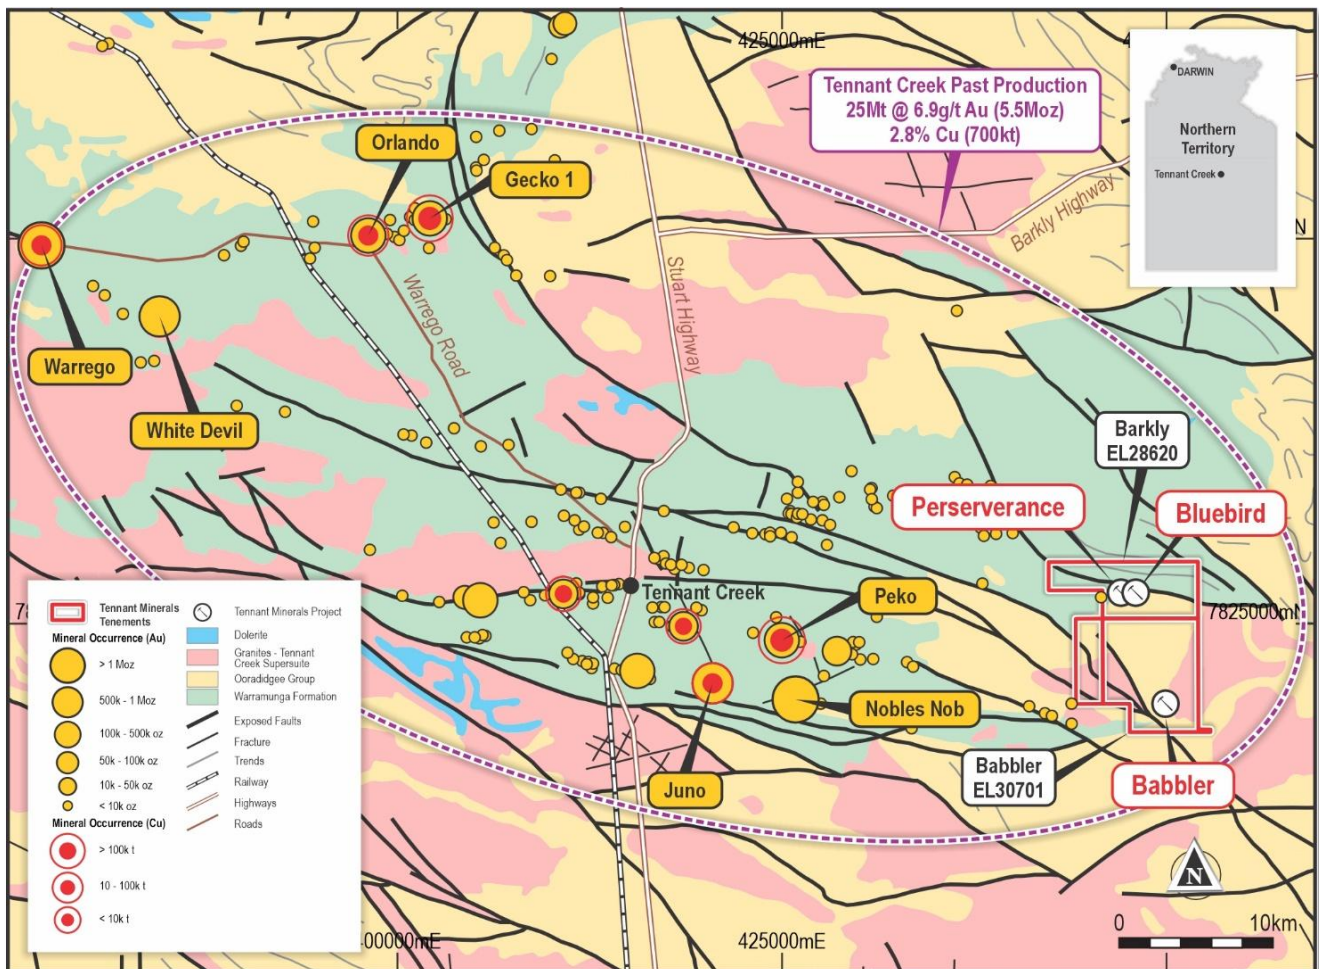 425000mE
Tennant Creek Past Production
25Mt @ 6.9g/t Au (5.5Moz)
2.8% Cu (700kt)
DARWIN
Northern
Territory
Tennant Creek
Orlando
Gecko 1
Barkly Highway
N
Stuart Highway
Warrego Road
Warrego
White Devil
Barkly
EL28620
Perserverance
Bluebird
Tennant Creek
Peko
7825000mN
Nobles Nob
Juno
Babbler
EL30701
Babbler
Tennant Minerals
Tenements
Mineral Occurrence (Au)
> 1 Moz
500k - 1 Moz
100k - 500k oz
50k - 100k oz
10k - 50k oz
< 10k oz
Mineral Occurrence (Cu)
> 100k t
10 - 100k t
< 10k t
Tennant Minerals Project
Dolerite
Granites - Tennant
Creek Supersuite
Ooradidgee Group
Warramunga Formation
Exposed Faults
Fracture
Trends
Railway
Highways
Roads
N
0 10km
00000mE
425000mE